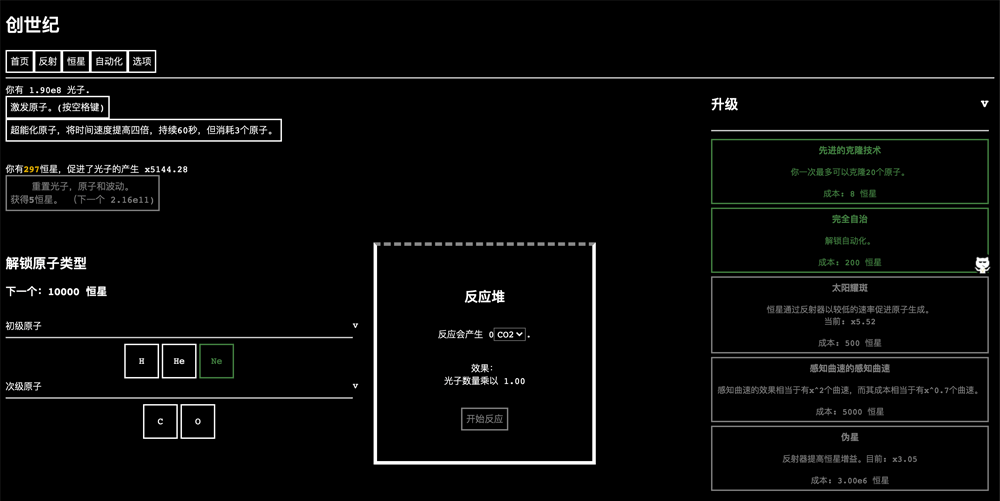 创世纪
首页 反射 恒星 自动化 选项
你有 1.90e8 光子.
激发原子。(按空格键)
超能化原子，将时间速度提高四倍，持续60秒，但消耗3个原子。
你有297恒星，促进了光子的产生 x5144.28
重置光子，原子和波动。
获得5恒星。 (下一个 2.16e11)
解锁原子类型
下一个：10000 恒星
初级原子
H He Ne
次级原子
C O
反应堆
反应会产生 0 CO2 .
效果：
光子数量乘以 1.00
开始反应
升级
先进的克隆技术
你一次最多可以克隆20个原子。
成本：8 恒星
完全自治
解锁自动化。
成本：200 恒星
太阳耀斑
恒星通过反射器以较低的速率促进原子生成。
当前：x5.52
成本：500 恒星
感知曲速的感知曲速
感知曲速的效果相当于有x^2个曲速，而其成本相当于有x^0.7个曲速。
成本：5000 恒星
伪星
反射器提高恒星增益。目前：x3.05
成本：3.00e6 恒星